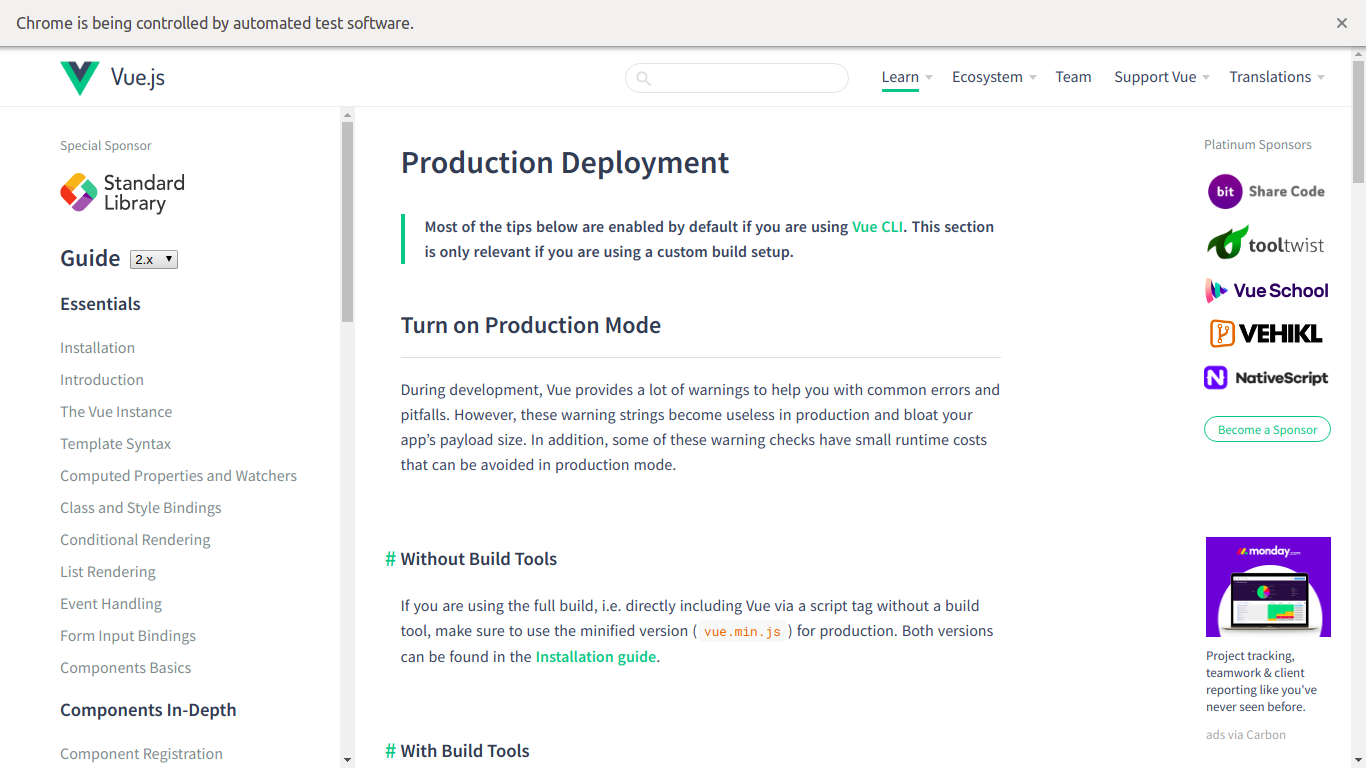 Chrome is being controlled by automated test software.
Vue.js
Learn
Ecosystem
Team
Support Vue
Translations
Special Sponsor
Standard
Library
Guide
2.x
Essentials
Installation
Introduction
The Vue Instance
Template Syntax
Computed Properties and Watchers
Class and Style Bindings
Conditional Rendering
List Rendering
Event Handling
Form Input Bindings
Components Basics
Components In-Depth
Component Registration
Production Deployment
Most of the tips below are enabled by default if you are using Vue CLI. This section
is only relevant if you are using a custom build setup.
Turn on Production Mode
During development, Vue provides a lot of warnings to help you with common errors and
pitfalls. However, these warning strings become useless in production and bloat your
app’s payload size. In addition, some of these warning checks have small runtime costs
that can be avoided in production mode.
# Without Build Tools
If you are using the full build, i.e. directly including Vue via a script tag without a build
tool, make sure to use the minified version ( vue.min.js ) for production. Both versions
can be found in the Installation guide.
# With Build Tools
Platinum Sponsors
bit Share Code
tooltwist
Vue School
VEHIKL
NativeScript
Become a Sponsor
monday.com
Project tracking,
teamwork & client
reporting like you've
never seen before.
ads via Carbon